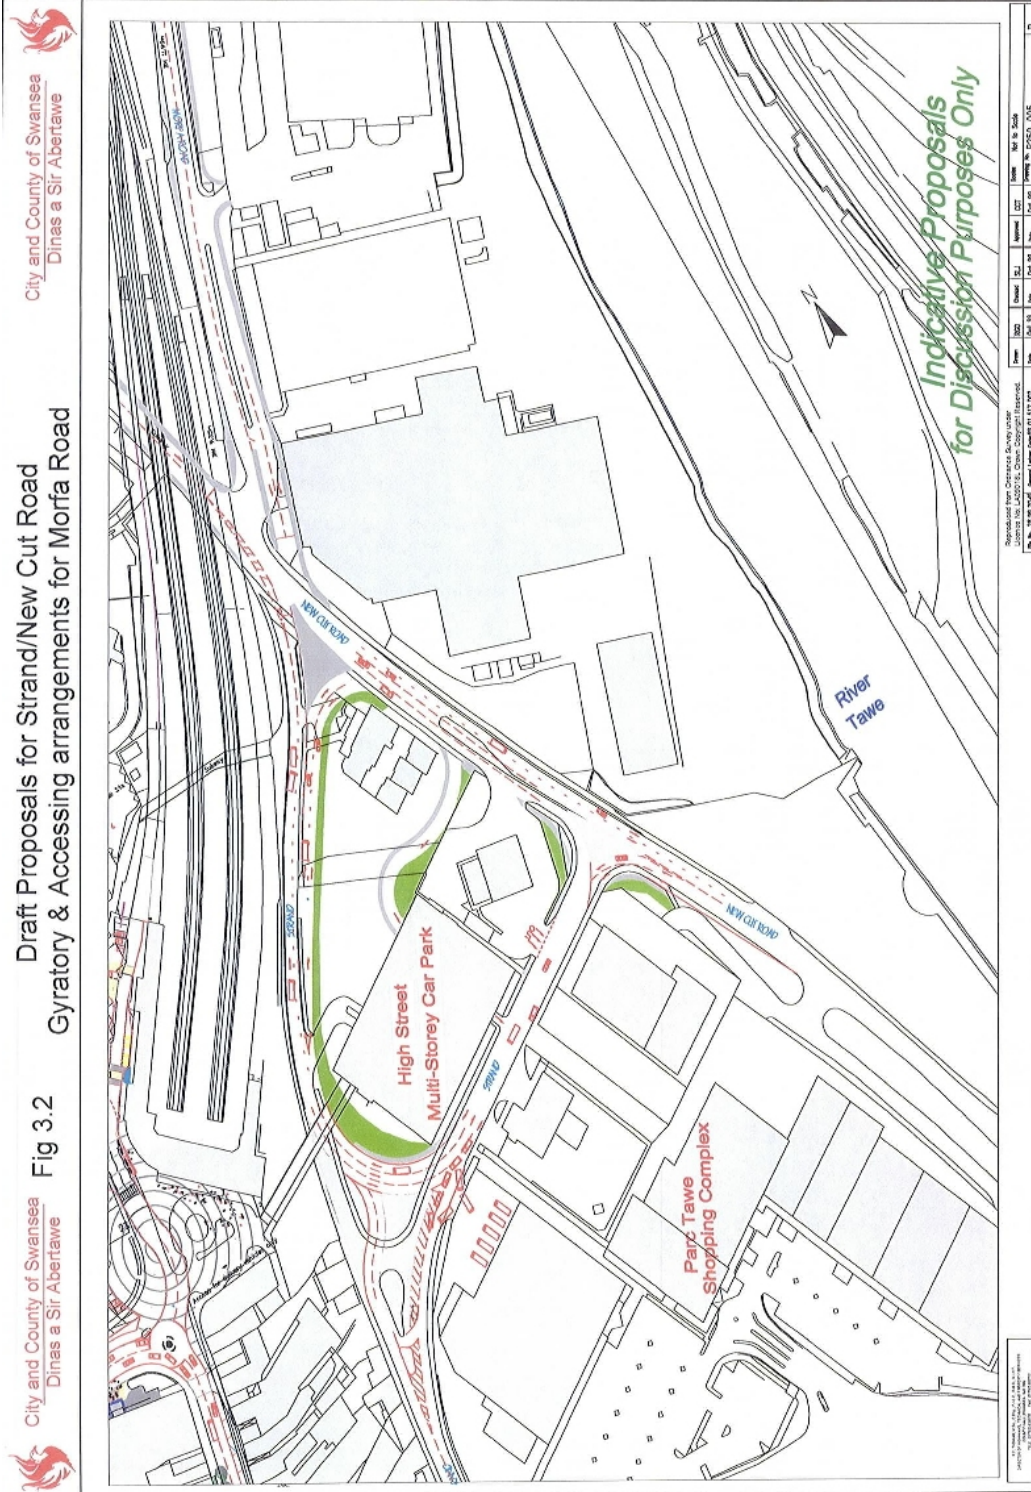 City and County of Swansea
Dinas a Sir Abertawe
Fig 3.2
Draft Proposals for Strand/New Cut Road
Gyratory & Accessing arrangements for Morfa Road
City and County of Swansea
Dinas a Sir Abertawe
MORFA ROAD
NEW CUT ROAD
Subway
STRAND
High Street
Multi-Storey Car Park
STRAND
NEW CUT ROAD
River
Tawe
N
Parc Tawe
Shopping Complex
Indicative Proposals
for Discussion Purposes Only
Reproduced from Ordnance Survey under
Crown Copyright Reserved.
Not to Scale